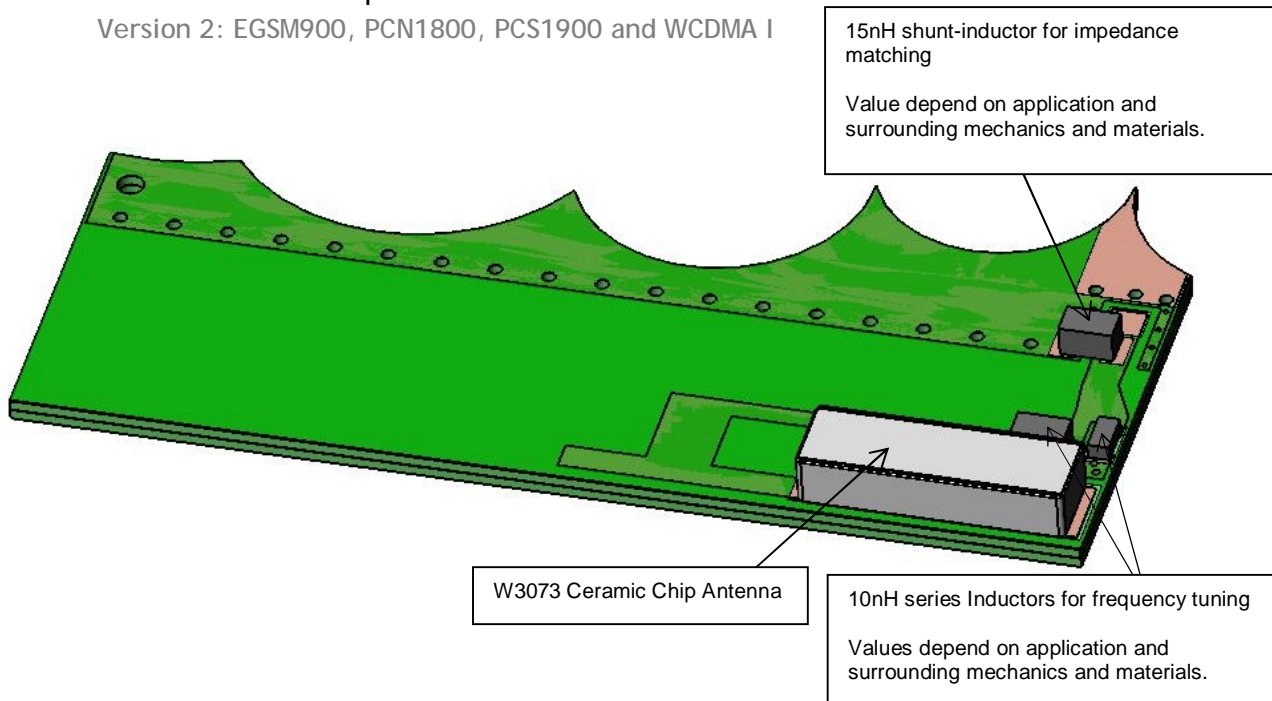 Version 2: EGSM900, PCN1800, PCS1900 and WCDMA I
15nH shunt-inductor for impedance
matching
Value depend on application and
surrounding mechanics and materials.
W3073 Ceramic Chip Antenna
10nH series Inductors for frequency tuning
Values depend on application and
surrounding mechanics and materials.